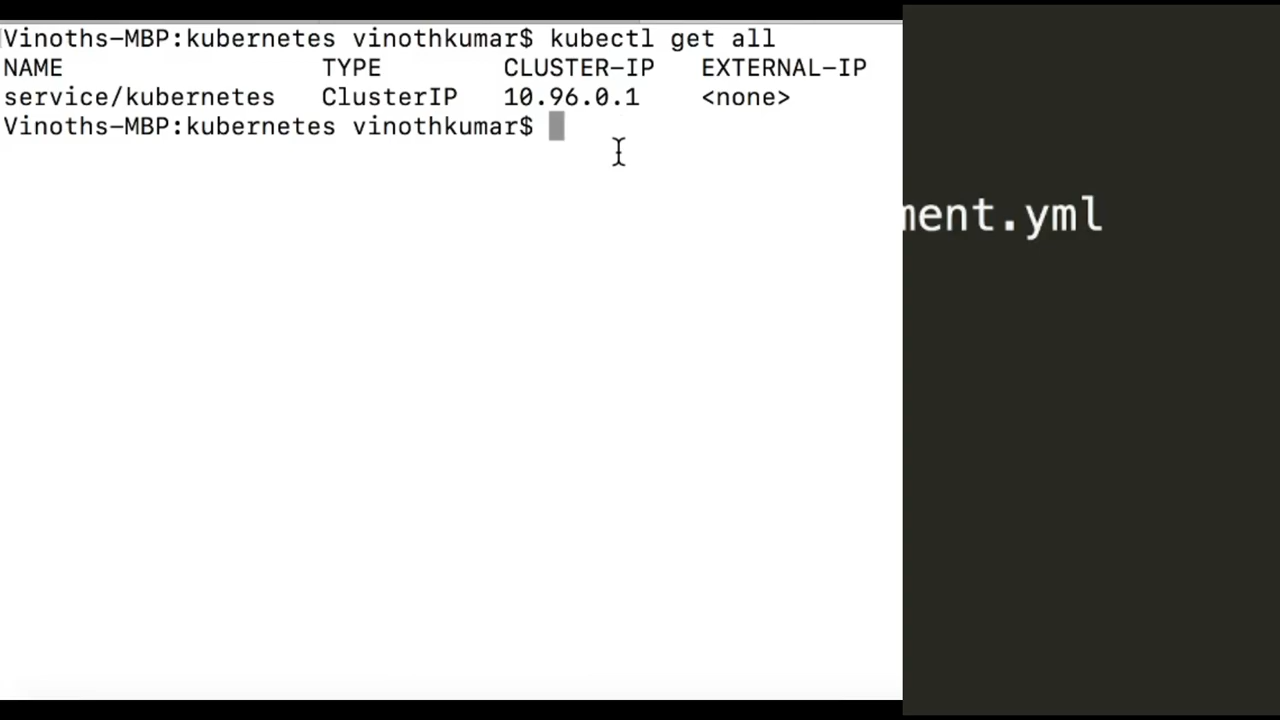 Vinoths-MBP:kubernetes vinothkumar$ kubectl get all
NAME TYPE CLUSTER-IP EXTERNAL-IP
service/kubernetes ClusterIP 10.96.0.1 <none>
Vinoths-MBP:kubernetes vinothkumar$
ment.yml